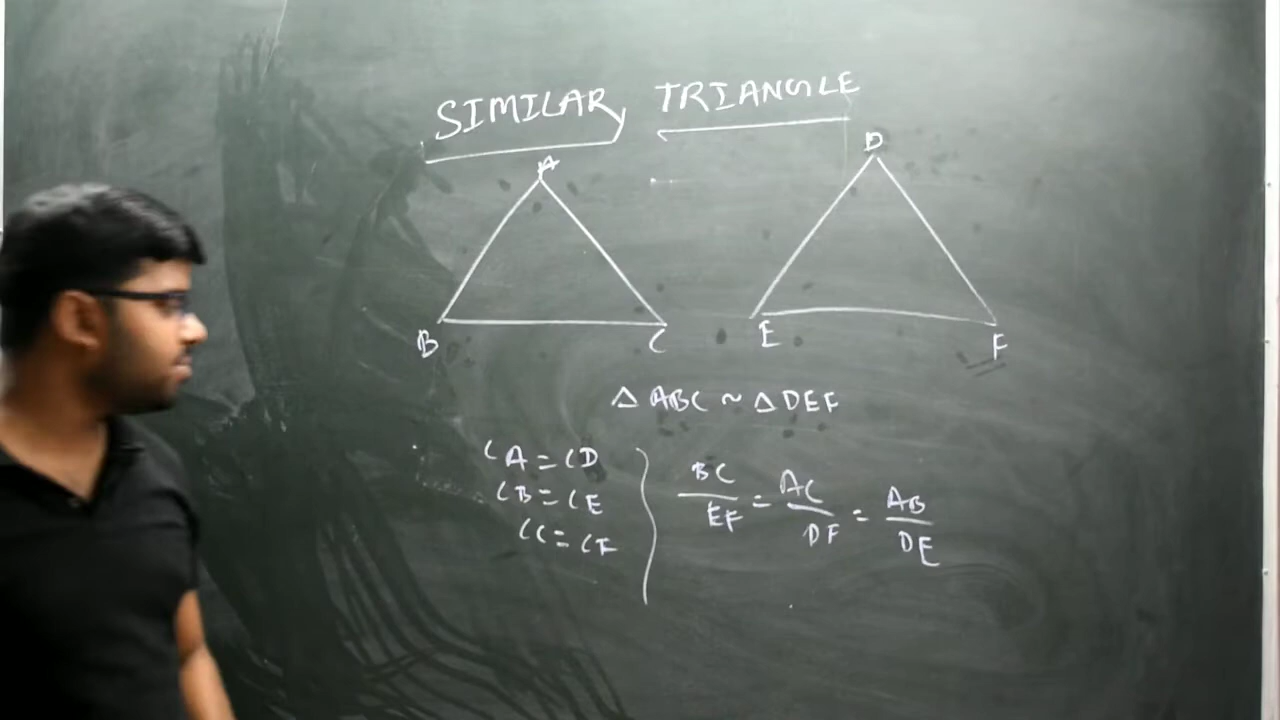 SIMILAR TRIANGLE
A
D
B
C
E
F
Δ ABC ~ Δ DEF
∠A = ∠D
∠B = ∠E
∠C = ∠F
BC/EF = AC/DF = AB/DE